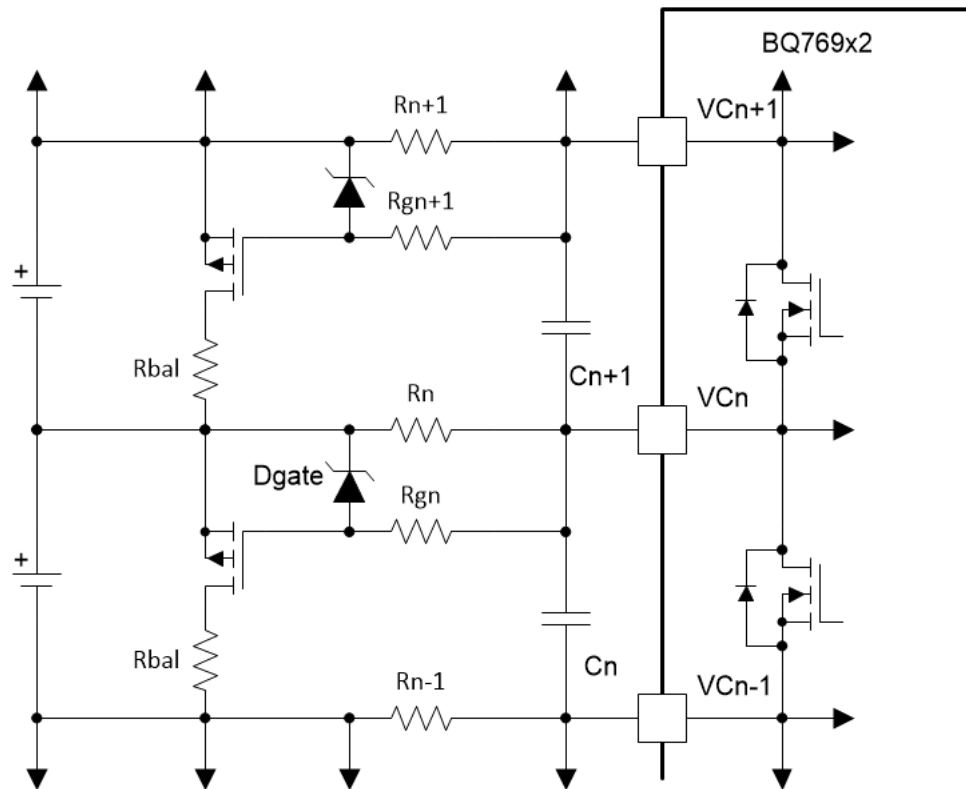 BQ769x2
Rn+1
VCn+1
Rgn+1
+
Rbal
Cn+1
Rn
VCn
Dgate
Rgn
+
Rbal
Cn
Rn-1
VCn-1